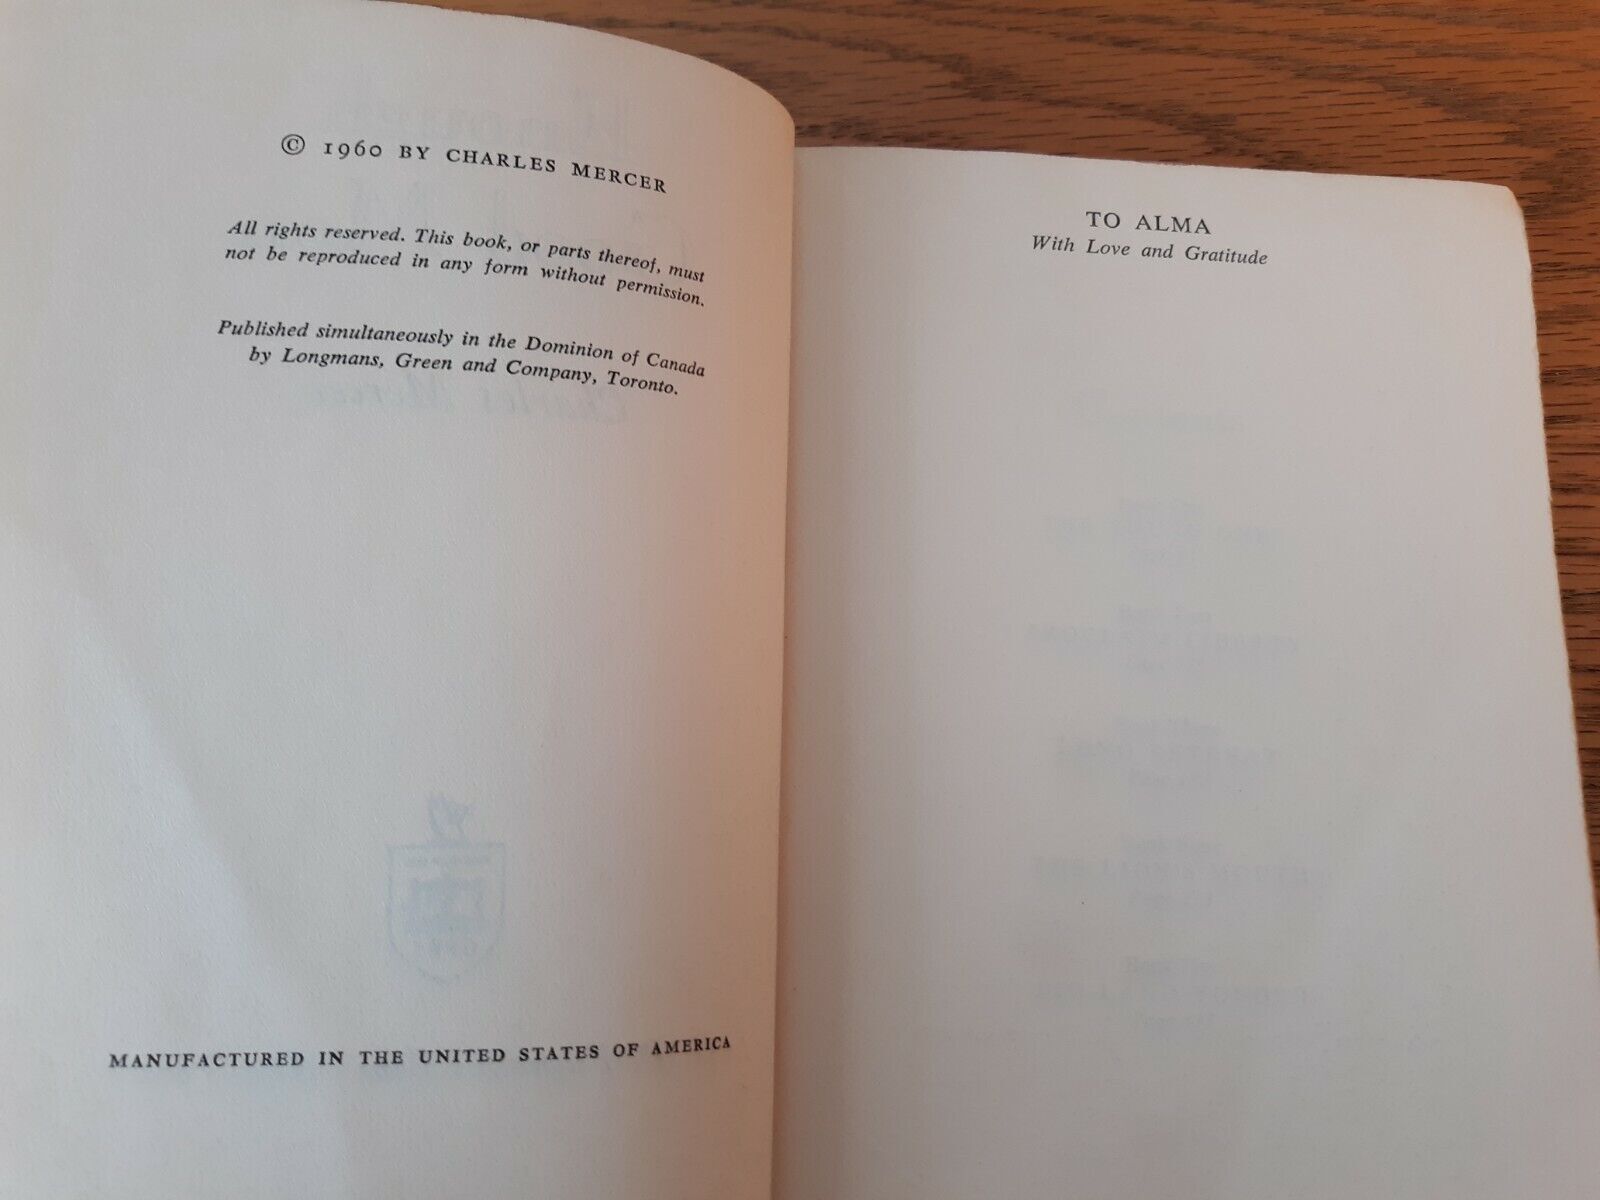 © 1960 BY CHARLES MERCER
All rights reserved. This book, or parts thereof, must
not be reproduced in any form without permission.
Published simultaneously in the Dominion of Canada
by Longmans, Green and Company, Toronto.
Charles Mercer
MANUFACTURED IN THE UNITED STATES OF AMERICA
TO ALMA
With Love and Gratitude